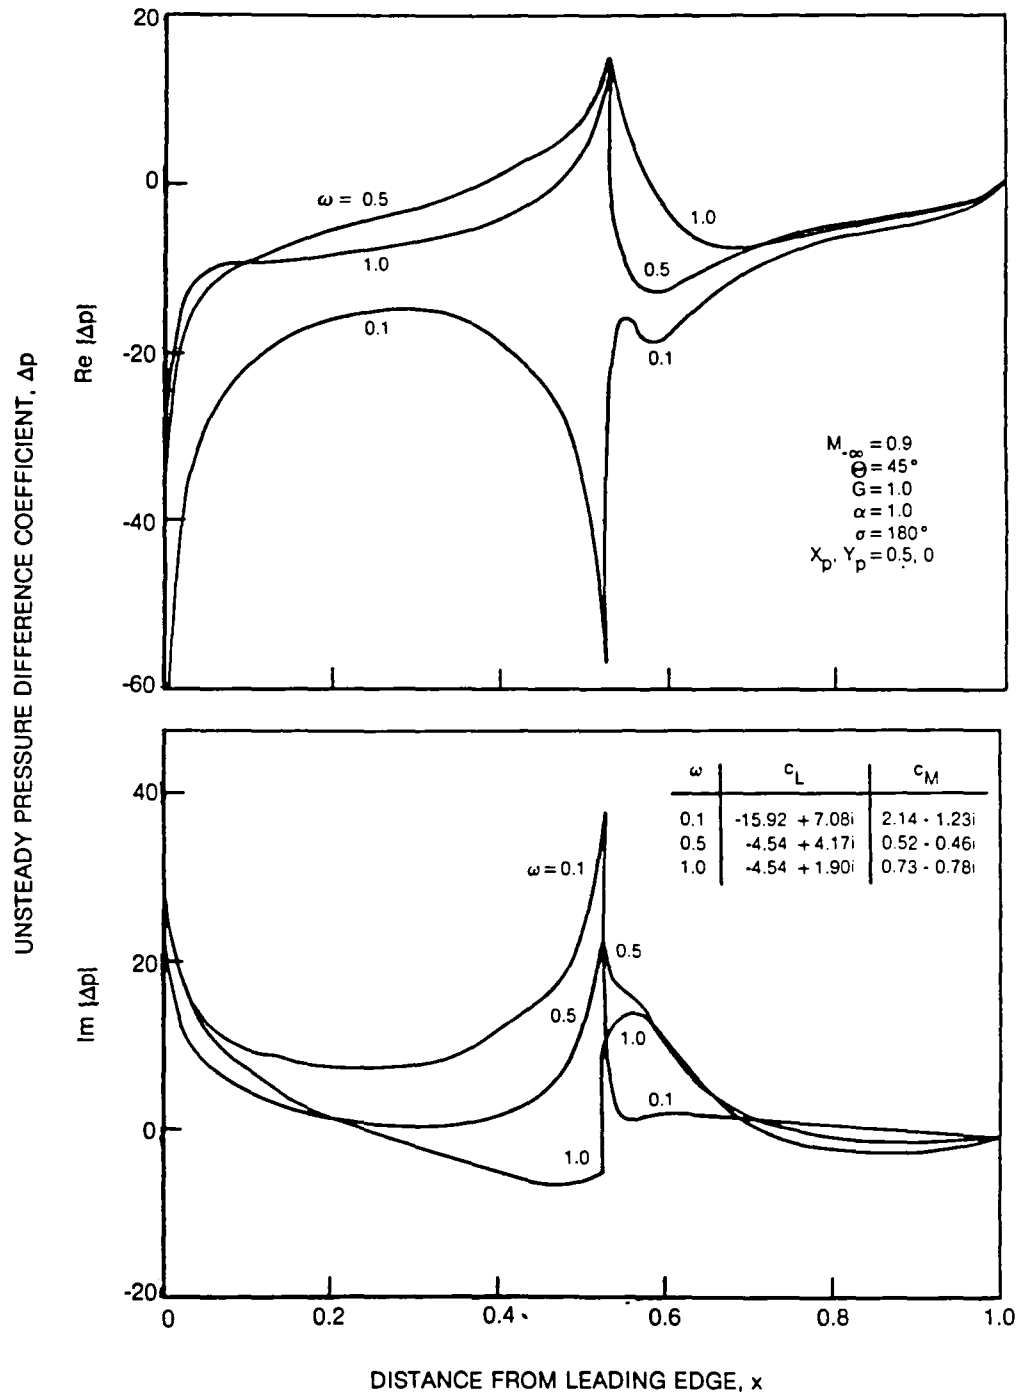 UNSTEADY PRESSURE DIFFERENCE COEFFICIENT, Δp
Re {Δp}
20
0
-20
-40
-60
ω = 0.5
1.0
0.1
1.0
0.5
0.1
M-∞ = 0.9
Θ = 45°
G = 1.0
α = 1.0
σ = 180°
Xp, Yp = 0.5, 0
Im {Δp}
40
20
0
-20
ω cL cM
0.1 -15.92 + 7.08i 2.14 - 1.23i
0.5 -4.54 + 4.17i 0.52 - 0.46i
1.0 -4.54 + 1.90i 0.73 - 0.78i
ω = 0.1
0.5
0.5
1.0
0.1
1.0
0 0.2 0.4 0.6 0.8 1.0
DISTANCE FROM LEADING EDGE, x